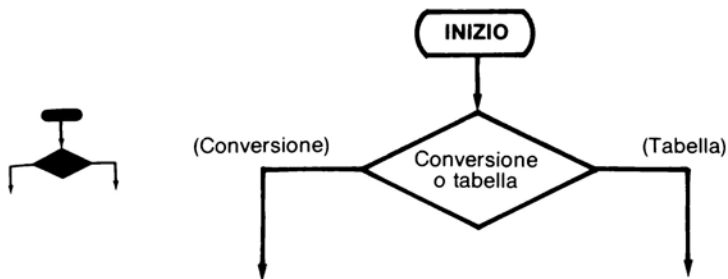 INIZIO
(Conversione)
Conversione
o tabella
(Tabella)